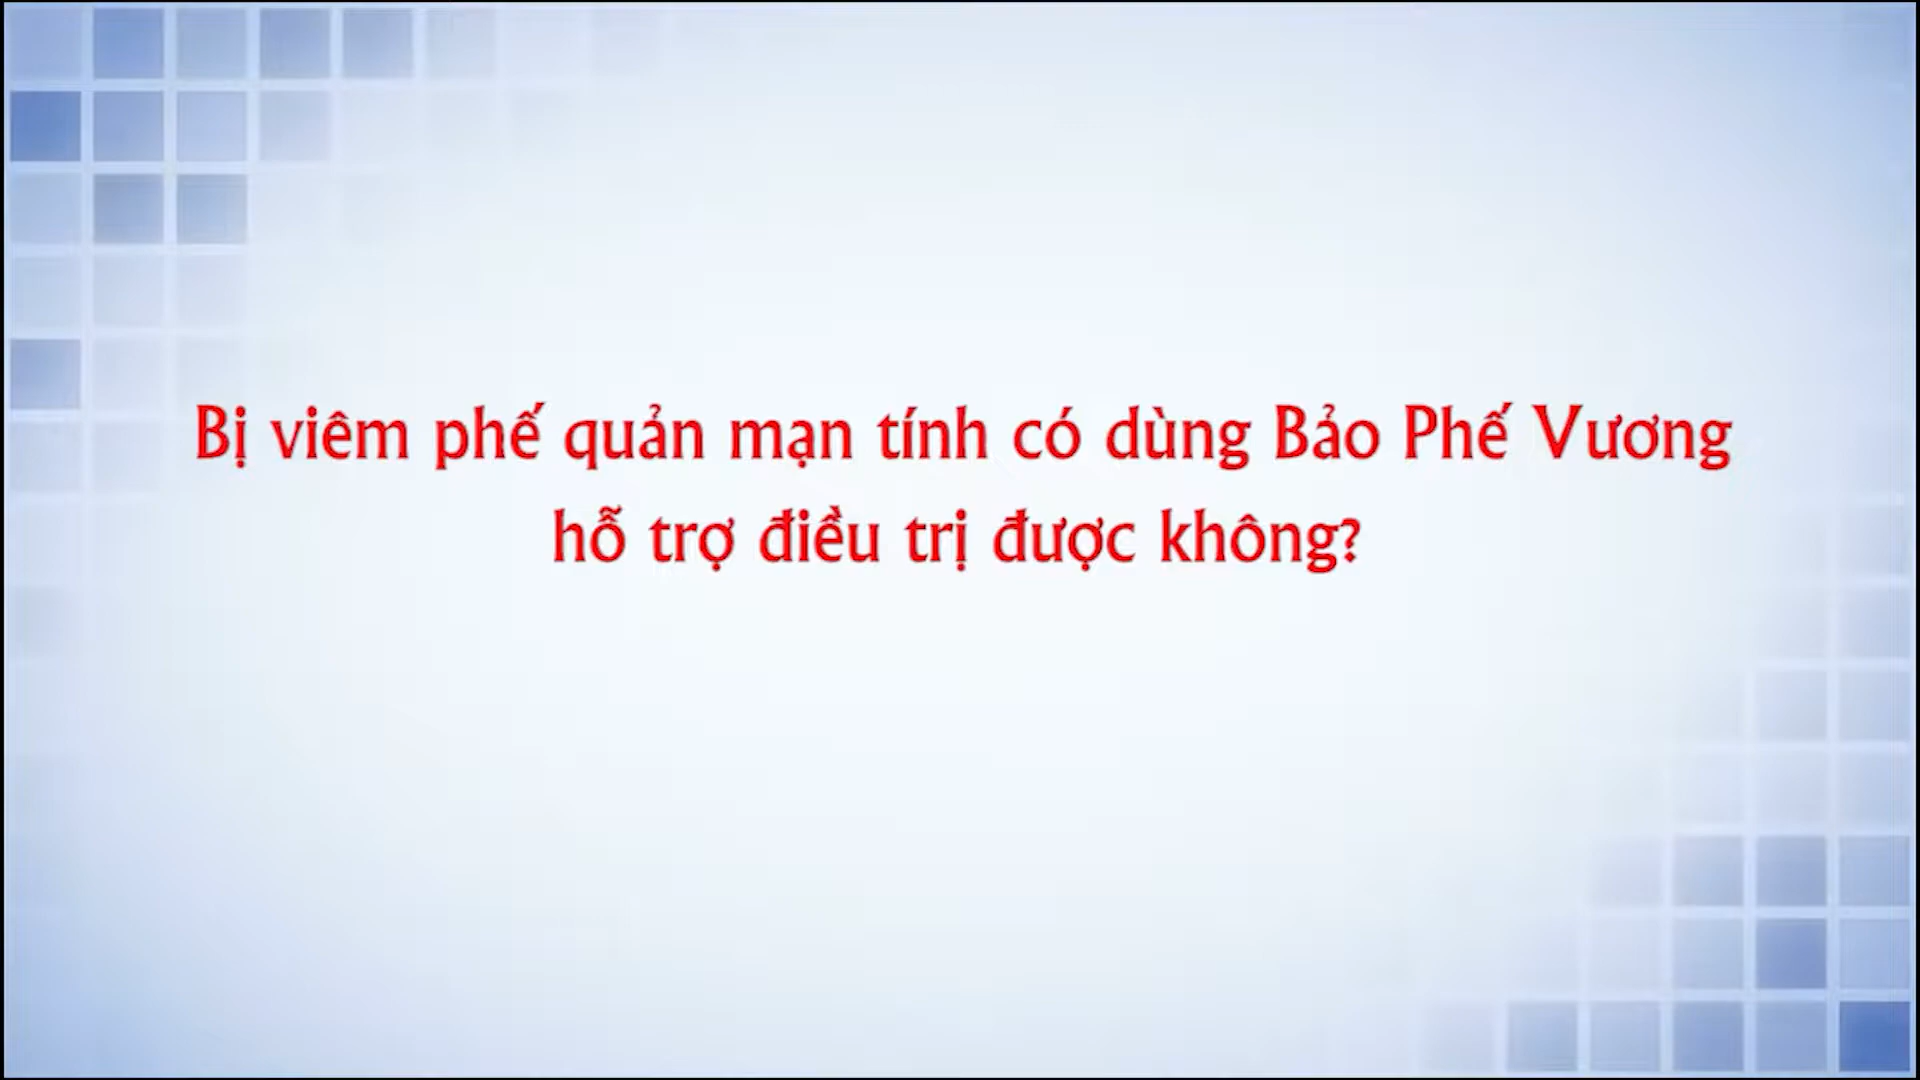 Bị viêm phế quản mạn tính có dùng Bảo Phế Vương
hỗ trợ điều trị được không?